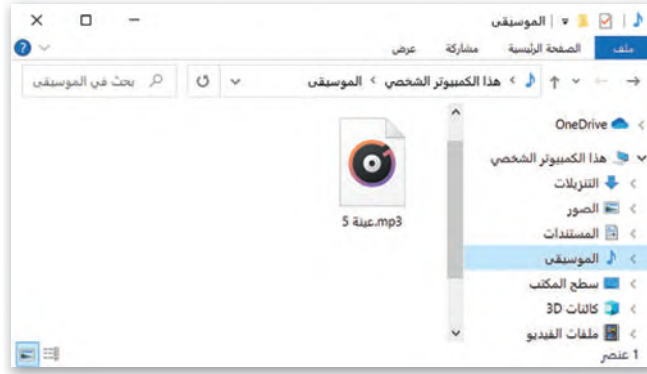 الموسيقى
ملف الصفحة الرئيسية مشاركة عرض
هذا الكمبيوتر الشخصي الموسيقى
بحث في الموسيقى
OneDrive
هذا الكمبيوتر الشخصي
التنزيلات
الصور
المستندات
الموسيقى
سطح المكتب
كائنات 3D
ملفات الفيديو
عينة 5.mp3
1 عنصر